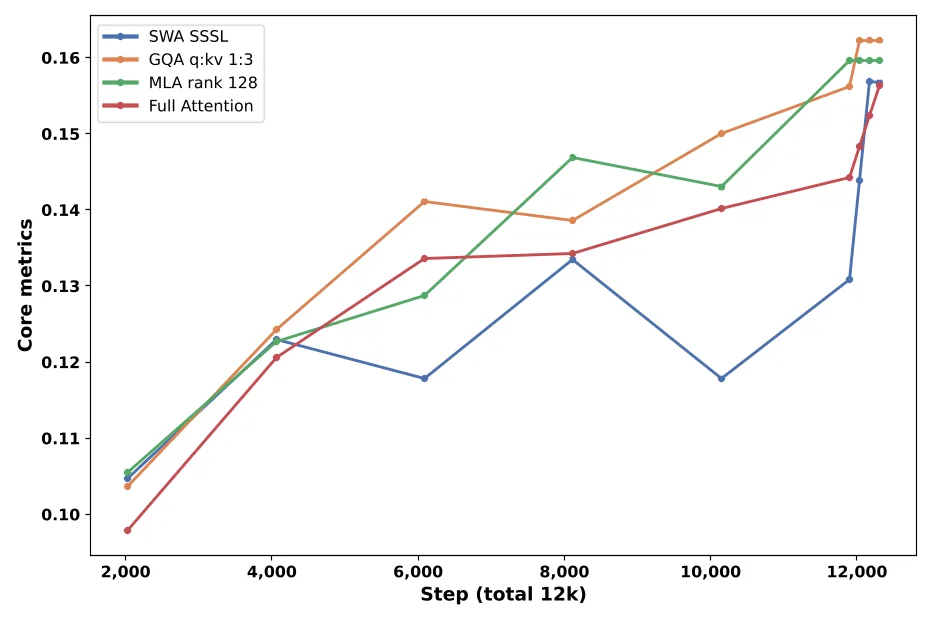 SWA SSSL
GQA q:kv 1:3
MLA rank 128
Full Attention
0.16
0.15
0.14
0.13
0.12
0.11
0.10
Core metrics
2,000 4,000 6,000 8,000 10,000 12,000
Step (total 12k)